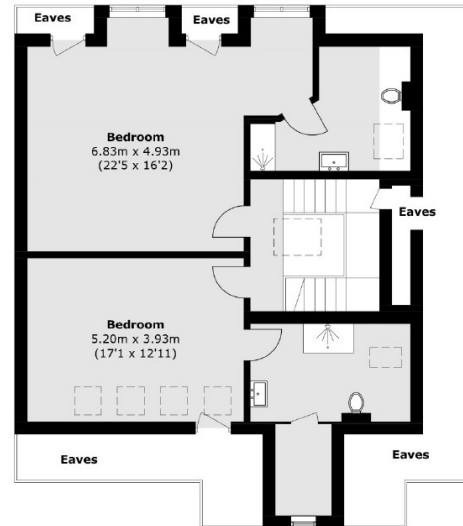 Eaves
Eaves
Bedroom
6.83m x 4.93m
(22'5 x 16'2)
Eaves
Bedroom
5.20m x 3.93m
(17'1 x 12'11)
Eaves
Eaves